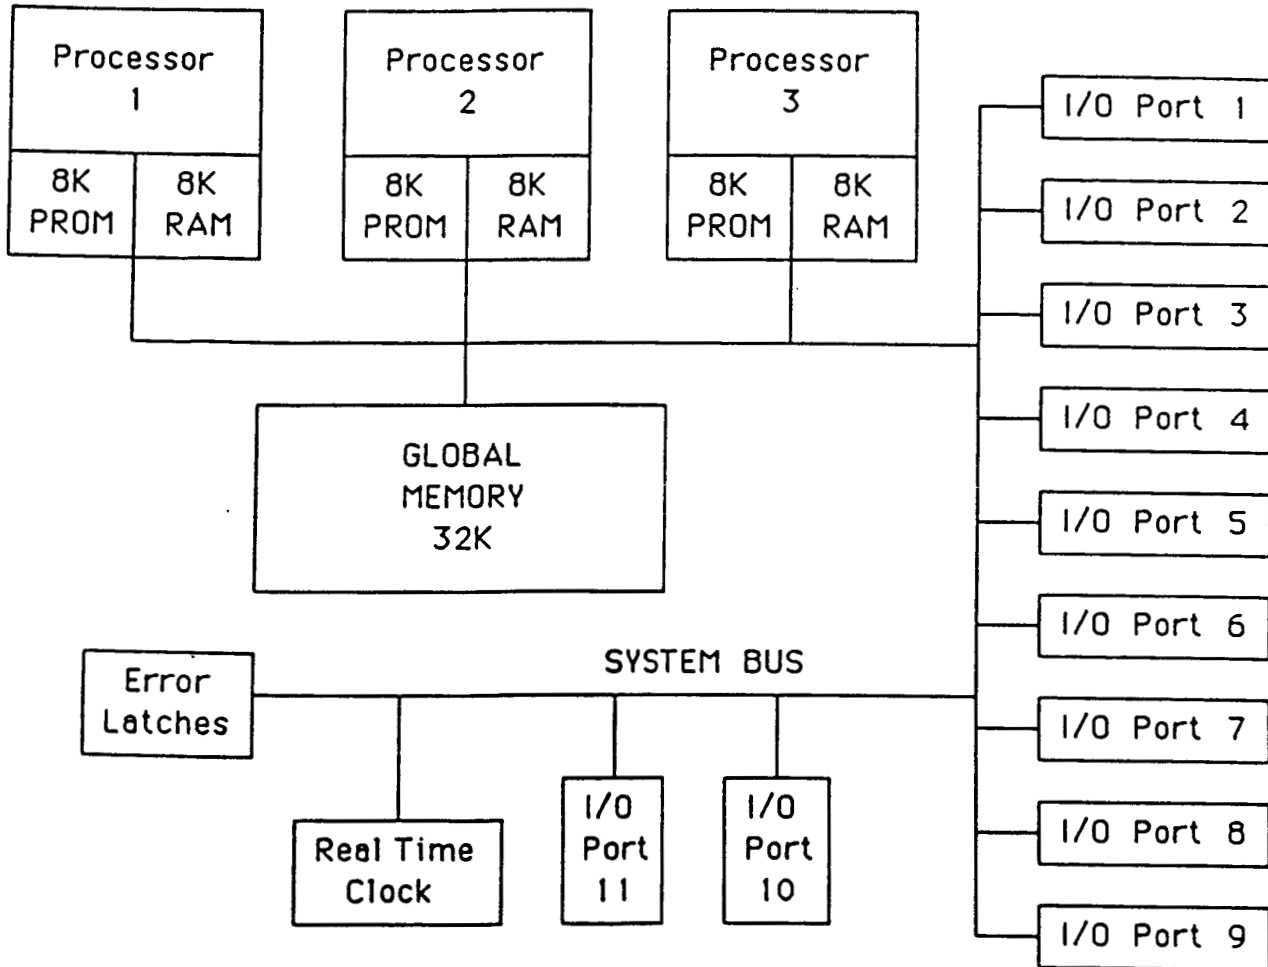 Processor
1
8K
PROM
8K
RAM
Processor
2
8K
PROM
8K
RAM
Processor
3
8K
PROM
8K
RAM
I/O Port 1
I/O Port 2
I/O Port 3
I/O Port 4
I/O Port 5
I/O Port 6
I/O Port 7
I/O Port 8
I/O Port 9
GLOBAL
MEMORY
32K
SYSTEM BUS
Error
Latches
Real Time
Clock
I/O
Port
11
I/O
Port
10